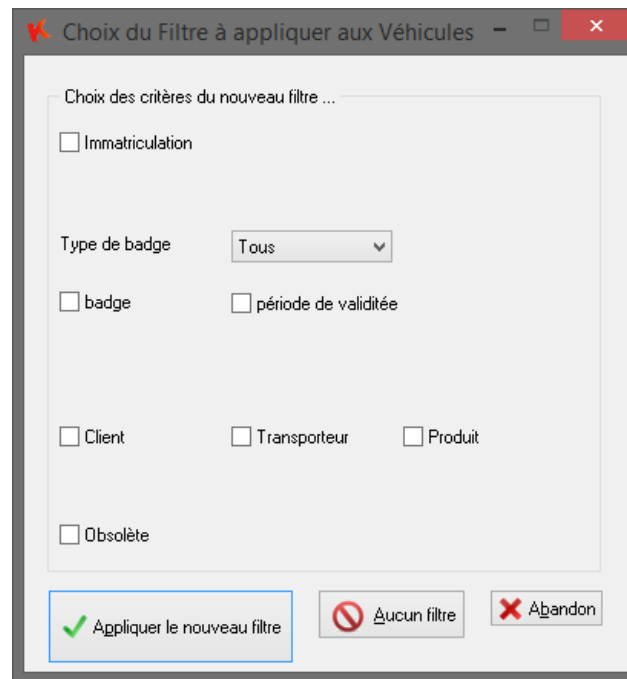 Choix du Filtre à appliquer aux Véhicules
Choix des critères du nouveau filtre ...
Immatriculation
Type de badge Tous
badge période de validitée
Client Transporteur Produit
Obsolète
Appliquer le nouveau filtre Aucun filtre Abandon